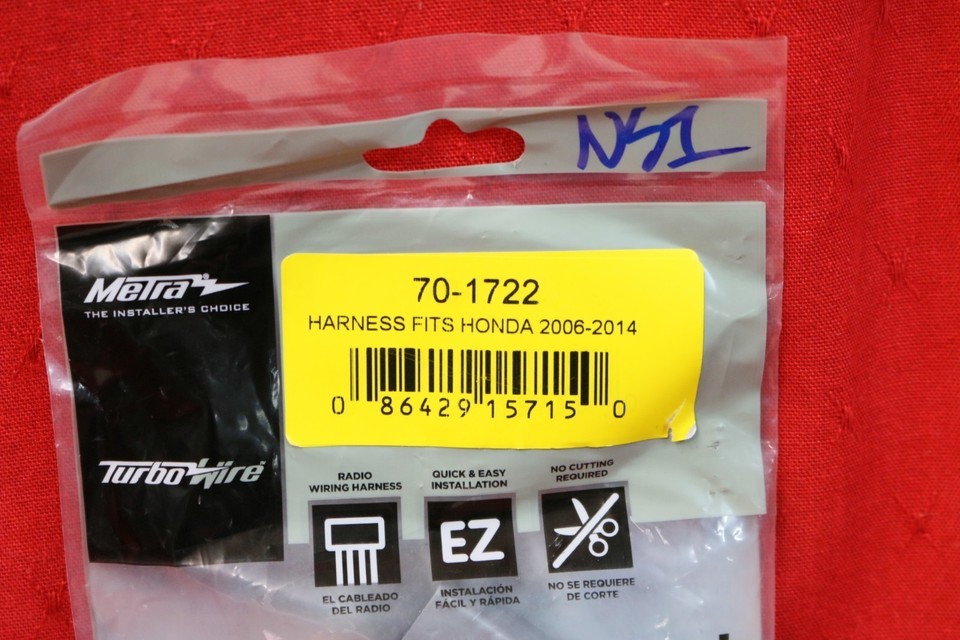 Metra
THE INSTALLER'S CHOICE
70-1722
HARNESS FITS HONDA 2006-2014
0 86429 15715 0
TurboWire
RADIO
WIRING HARNESS
QUICK & EASY
INSTALLATION
NO CUTTING
REQUIRED
EZ
EL CABLEADO
DEL RADIO
INSTALACIÓN
FÁCIL Y RÁPIDA
NO SE REQUIERE
DE CORTE